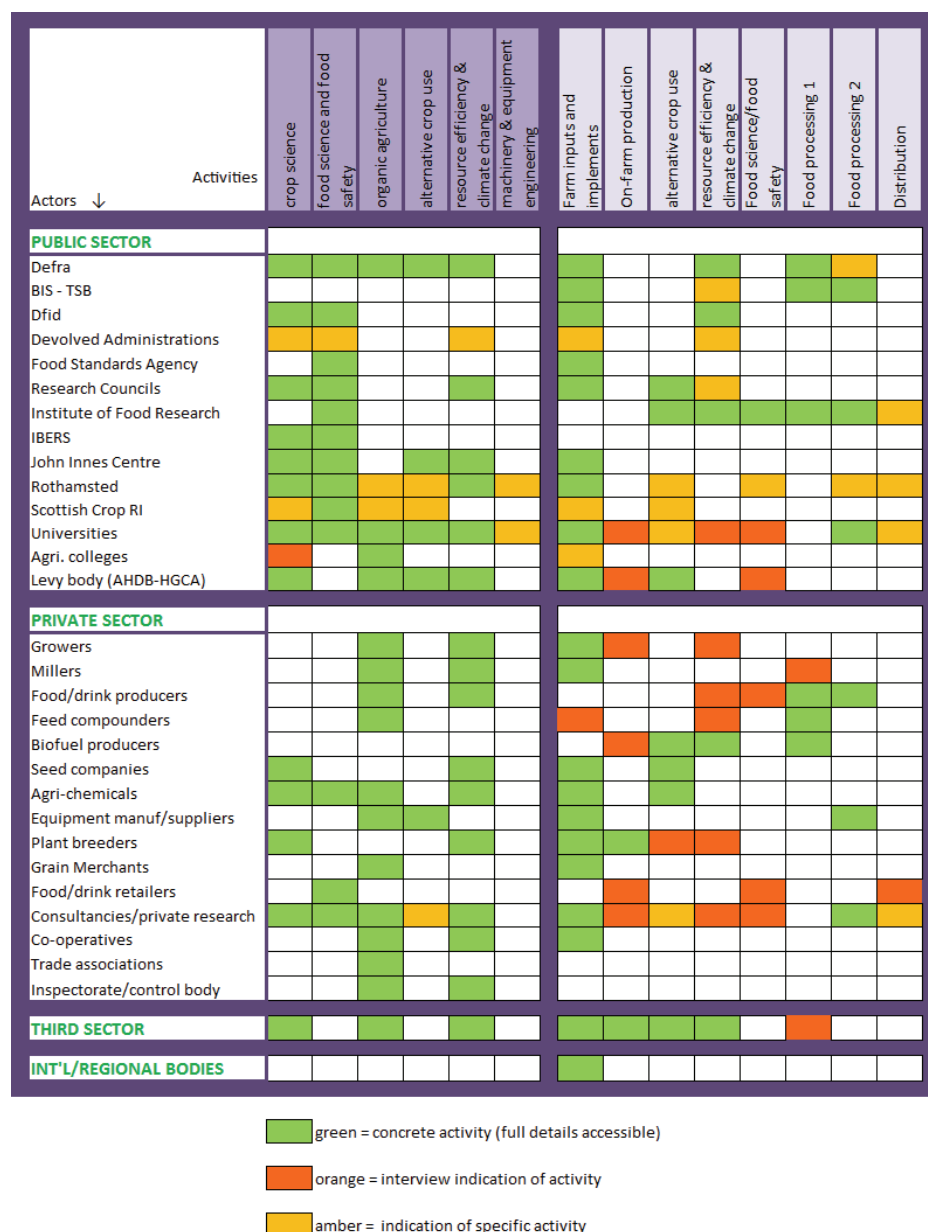 Activities
Actors ↓
crop science
food science and food
safety
organic agriculture
alternative crop use
resource efficiency &
climate change
machinery & equipment
engineering
Farm inputs and
implements
On-farm production
alternative crop use
resource efficiency &
climate change
Food science/food
safety
Food processing 1
Food processing 2
Distribution
PUBLIC SECTOR
Defra
BIS - TSB
Dfid
Devolved Administrations
Food Standards Agency
Research Councils
Institute of Food Research
IBERS
John Innes Centre
Rothamsted
Scottish Crop RI
Universities
Agri. colleges
Levy body (AHDB-HGCA)
PRIVATE SECTOR
Growers
Millers
Food/drink producers
Feed compounders
Biofuel producers
Seed companies
Agri-chemicals
Equipment manuf/suppliers
Plant breeders
Grain Merchants
Food/drink retailers
Consultancies/private research
Co-operatives
Trade associations
Inspectorate/control body
THIRD SECTOR
INT'L/REGIONAL BODIES
green = concrete activity (full details accessible)
orange = interview indication of activity
amber = indication of specific activity